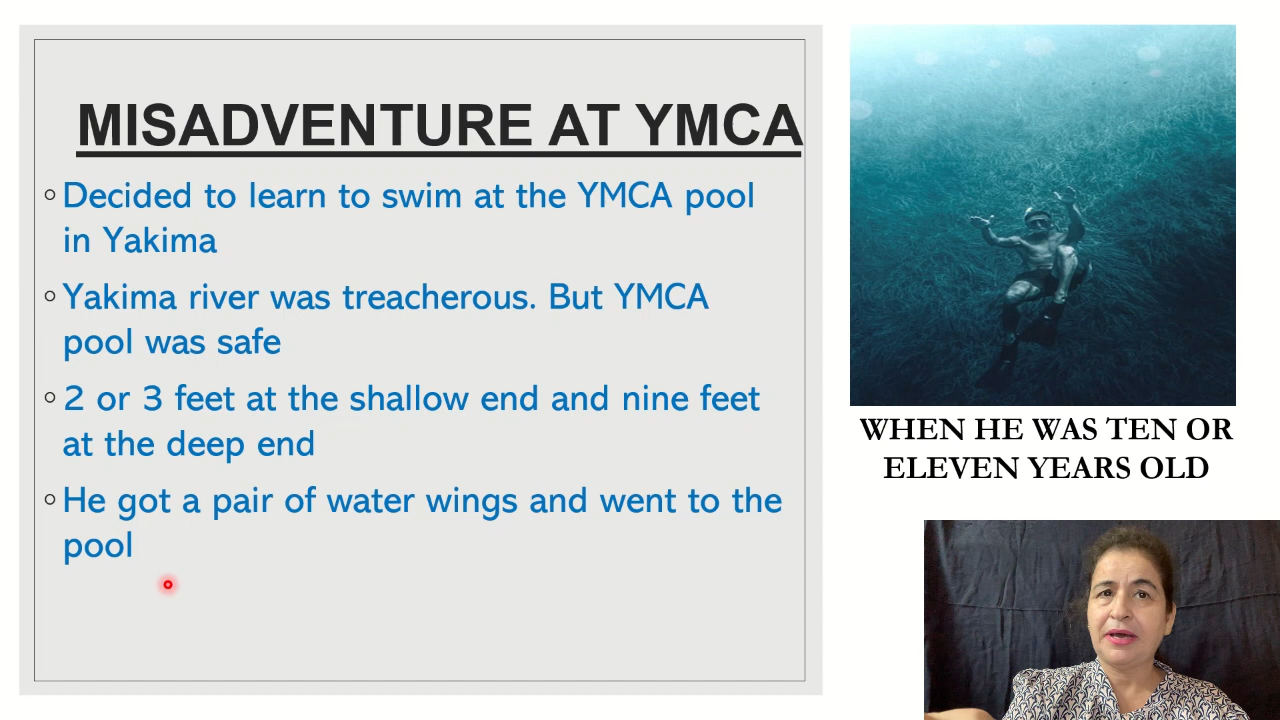 MISADVENTURE AT YMCA
Decided to learn to swim at the YMCA pool
in Yakima
Yakima river was treacherous. But YMCA
pool was safe
2 or 3 feet at the shallow end and nine feet
at the deep end
He got a pair of water wings and went to the
pool
WHEN HE WAS TEN OR
ELEVEN YEARS OLD